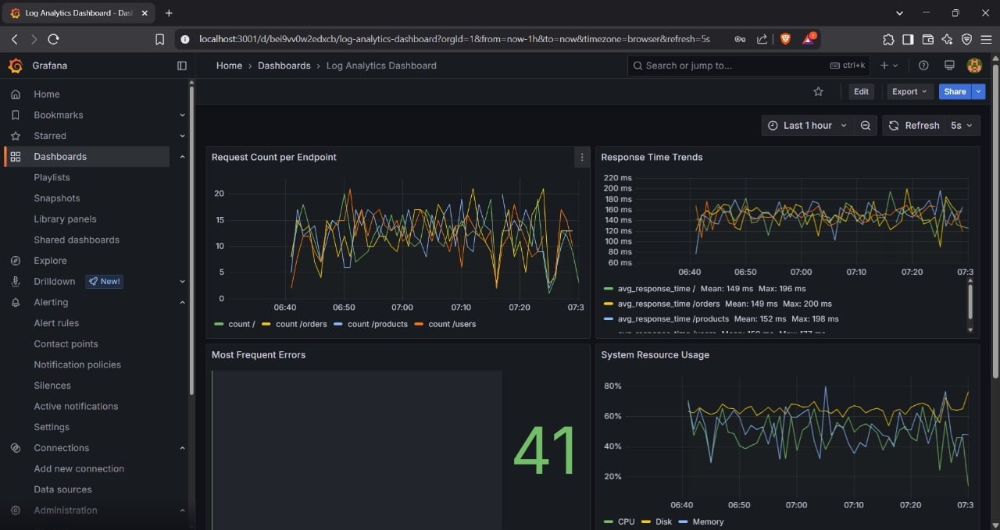 Log Analytics Dashboard - Das
localhost:3001/d/bei9vv0w2edxcb/log-analytics-dashboard?orgId=1&from=now-1h&to=now&timezone=browser&refresh=5s
1
Grafana
Home › Dashboards › Log Analytics Dashboard
Search or jump to...
ctrl+k
Home
Bookmarks
Starred
Dashboards
Playlists
Snapshots
Library panels
Shared dashboards
Explore
Drilldown
New!
Alerting
Alert rules
Contact points
Notification policies
Silences
Active notifications
Settings
Connections
Add new connection
Data sources
Administration
Edit
Export
Share
Last 1 hour
Refresh
5s
Request Count per Endpoint
20
15
10
5
0
06:40 06:50 07:00 07:10 07:20 07:3
count / count /orders count /products count /users
Response Time Trends
220 ms
200 ms
180 ms
160 ms
140 ms
120 ms
100 ms
80 ms
60 ms
06:40 06:50 07:00 07:10 07:20 07:3
avg_response_time / Mean: 149 ms Max: 196 ms
avg_response_time /orders Mean: 149 ms Max: 200 ms
avg_response_time /products Mean: 152 ms Max: 198 ms
Most Frequent Errors
41
System Resource Usage
80%
60%
40%
20%
06:40 06:50 07:00 07:10 07:20 07:3
CPU Disk Memory